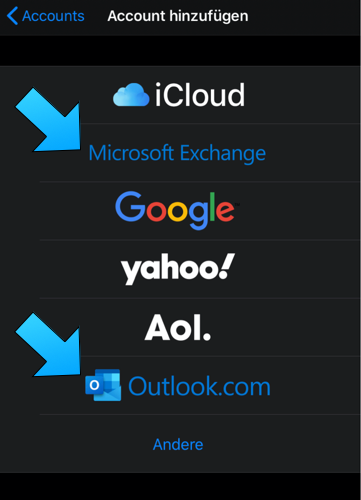 Accounts Account hinzufügen
iCloud
Microsoft Exchange
Google
yahoo!
Aol.
Outlook.com
Andere